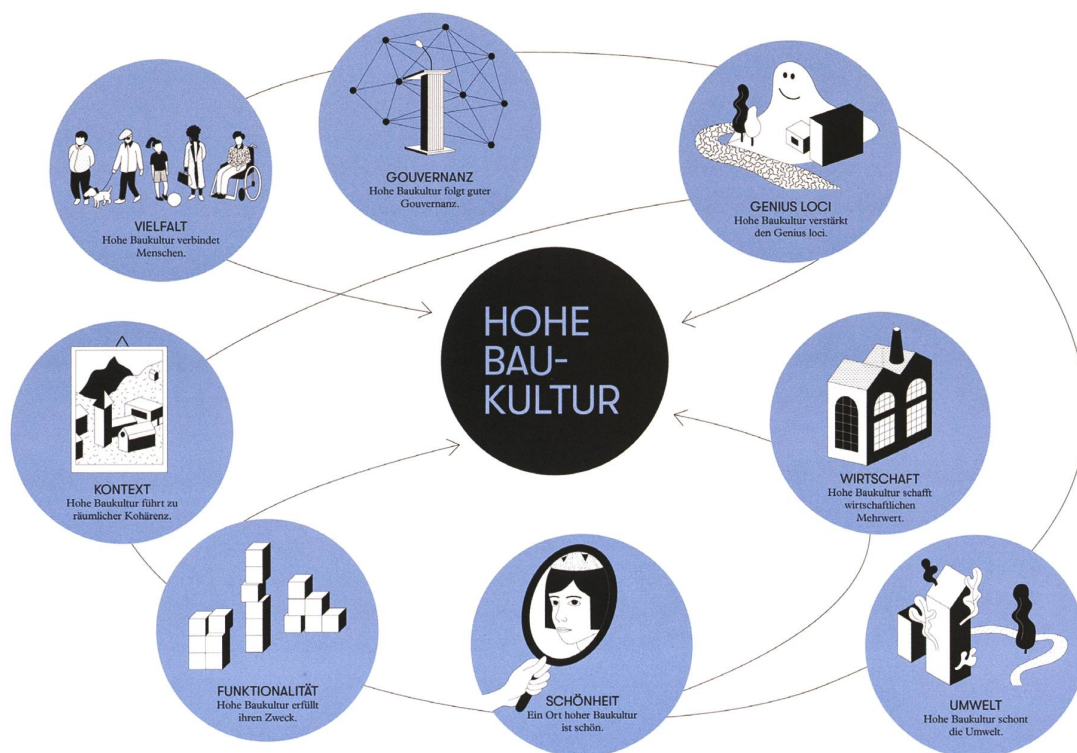 GOUVERNANZ
Hohe Baukultur folgt guter
Gouvernanz.
VIELFALT
Hohe Baukultur verbindet
Menschen.
GENIUS LOCI
Hohe Baukultur verstärkt
den Genius loci.
HOHE
BAU-
KULTUR
KONTEXT
Hohe Baukultur führt zu
räumlicher Kohärenz.
WIRTSCHAFT
Hohe Baukultur schafft
wirtschaftlichen
Mehrwert.
FUNKTIONALITÄT
Hohe Baukultur erfüllt
ihren Zweck.
SCHÖNHEIT
Ein Ort hoher Baukultur
ist schön.
UMWELT
Hohe Baukultur schont
die Umwelt.